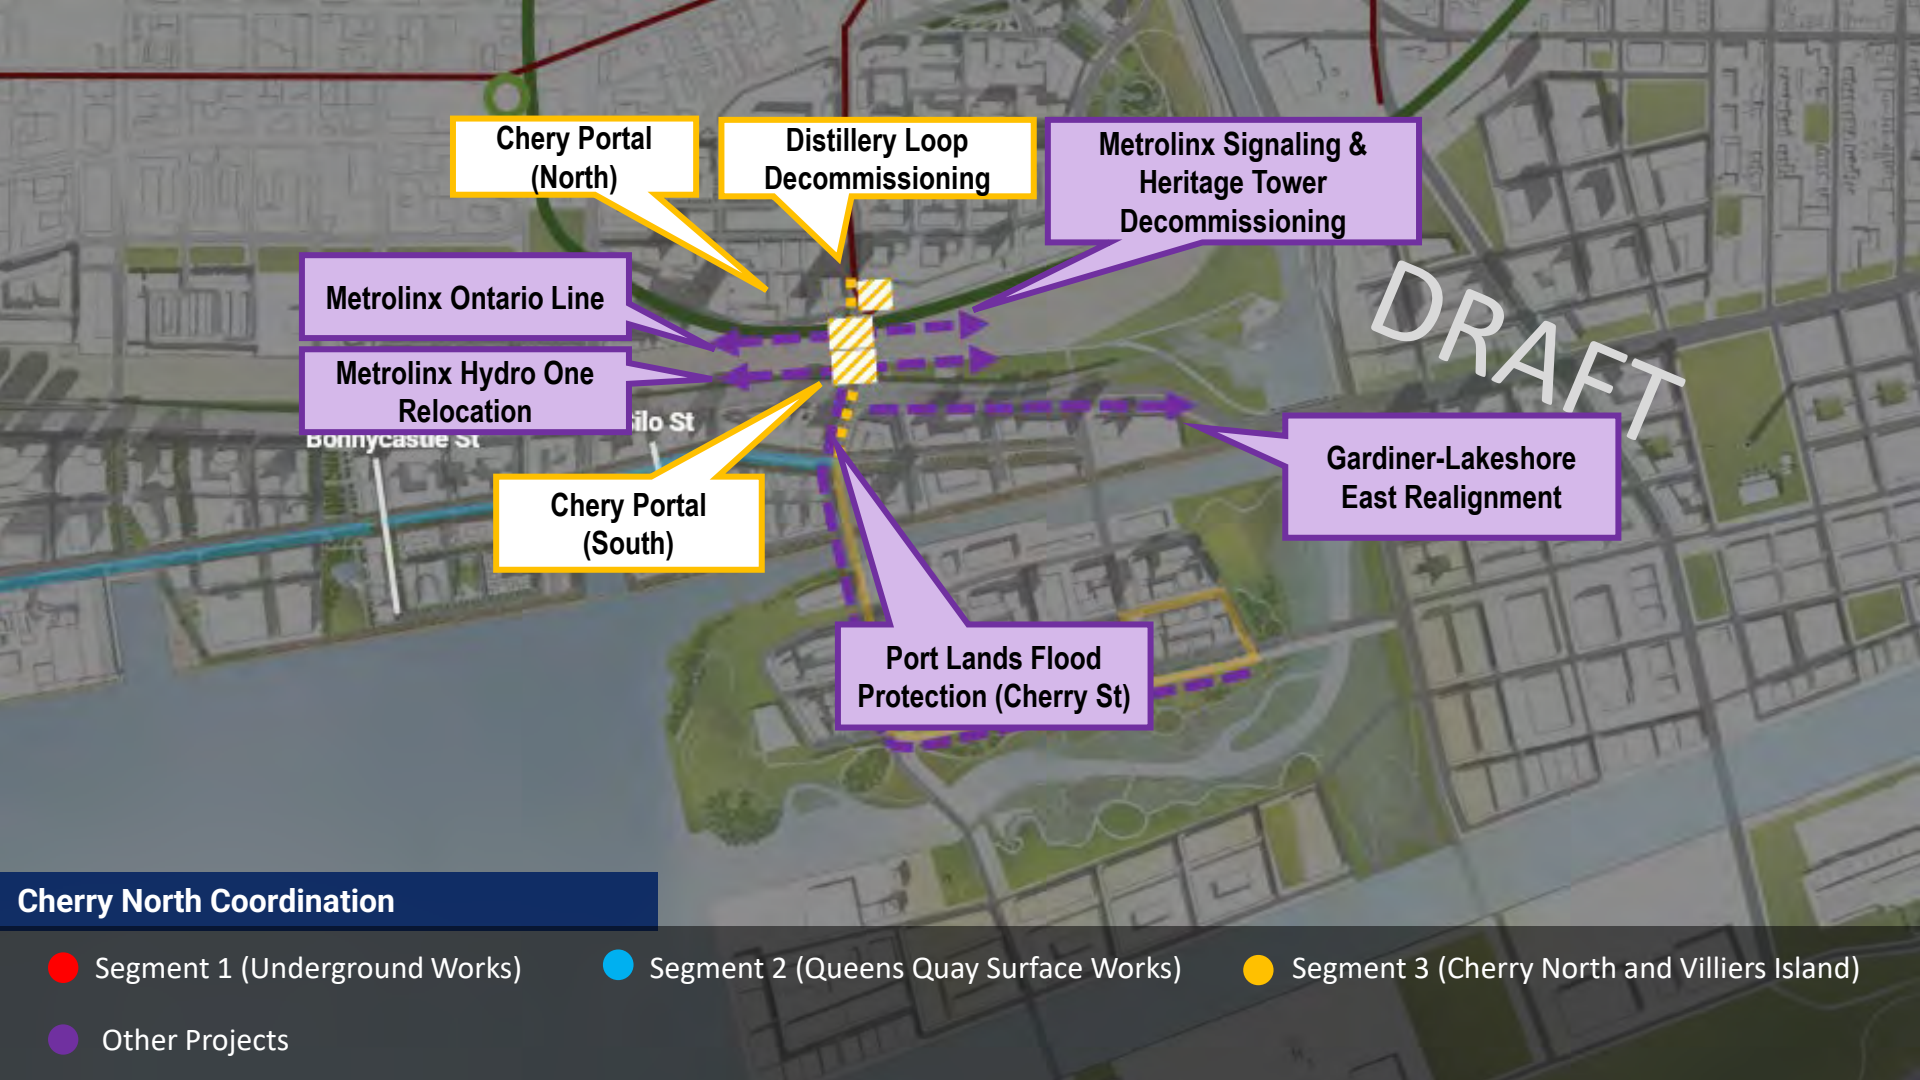 Chery Portal
(North)
Distillery Loop
Decommissioning
Metrolinx Signaling &
Heritage Tower
Decommissioning
Metrolinx Ontario Line
DRAFT
Metrolinx Hydro One
Relocation
Silo St
Bonnycastle St
Gardiner-Lakeshore
East Realignment
Chery Portal
(South)
Port Lands Flood
Protection (Cherry St)
Cherry North Coordination
Segment 1 (Underground Works)
Segment 2 (Queens Quay Surface Works)
Segment 3 (Cherry North and Villiers Island)
Other Projects